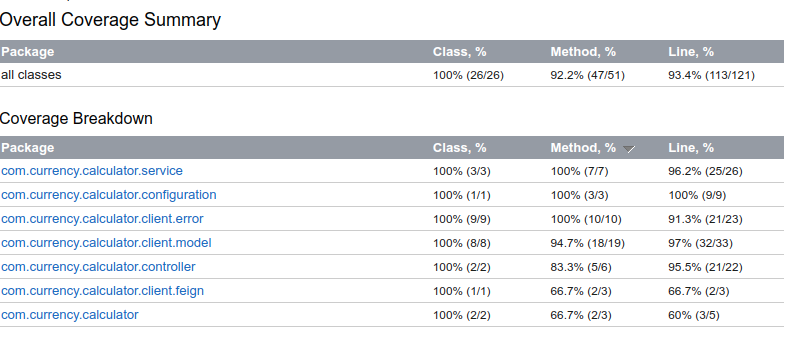 Overall Coverage Summary
Package Class, % Method, % Line, %
all classes 100% (26/26) 92.2% (47/51) 93.4% (113/121)
Coverage Breakdown
Package Class, % Method, % Line, %
com.currency.calculator.service 100% (3/3) 100% (7/7) 96.2% (25/26)
com.currency.calculator.configuration 100% (1/1) 100% (3/3) 100% (9/9)
com.currency.calculator.client.error 100% (9/9) 100% (10/10) 91.3% (21/23)
com.currency.calculator.client.model 100% (8/8) 94.7% (18/19) 97% (32/33)
com.currency.calculator.controller 100% (2/2) 83.3% (5/6) 95.5% (21/22)
com.currency.calculator.client.feign 100% (1/1) 66.7% (2/3) 66.7% (2/3)
com.currency.calculator 100% (2/2) 66.7% (2/3) 60% (3/5)